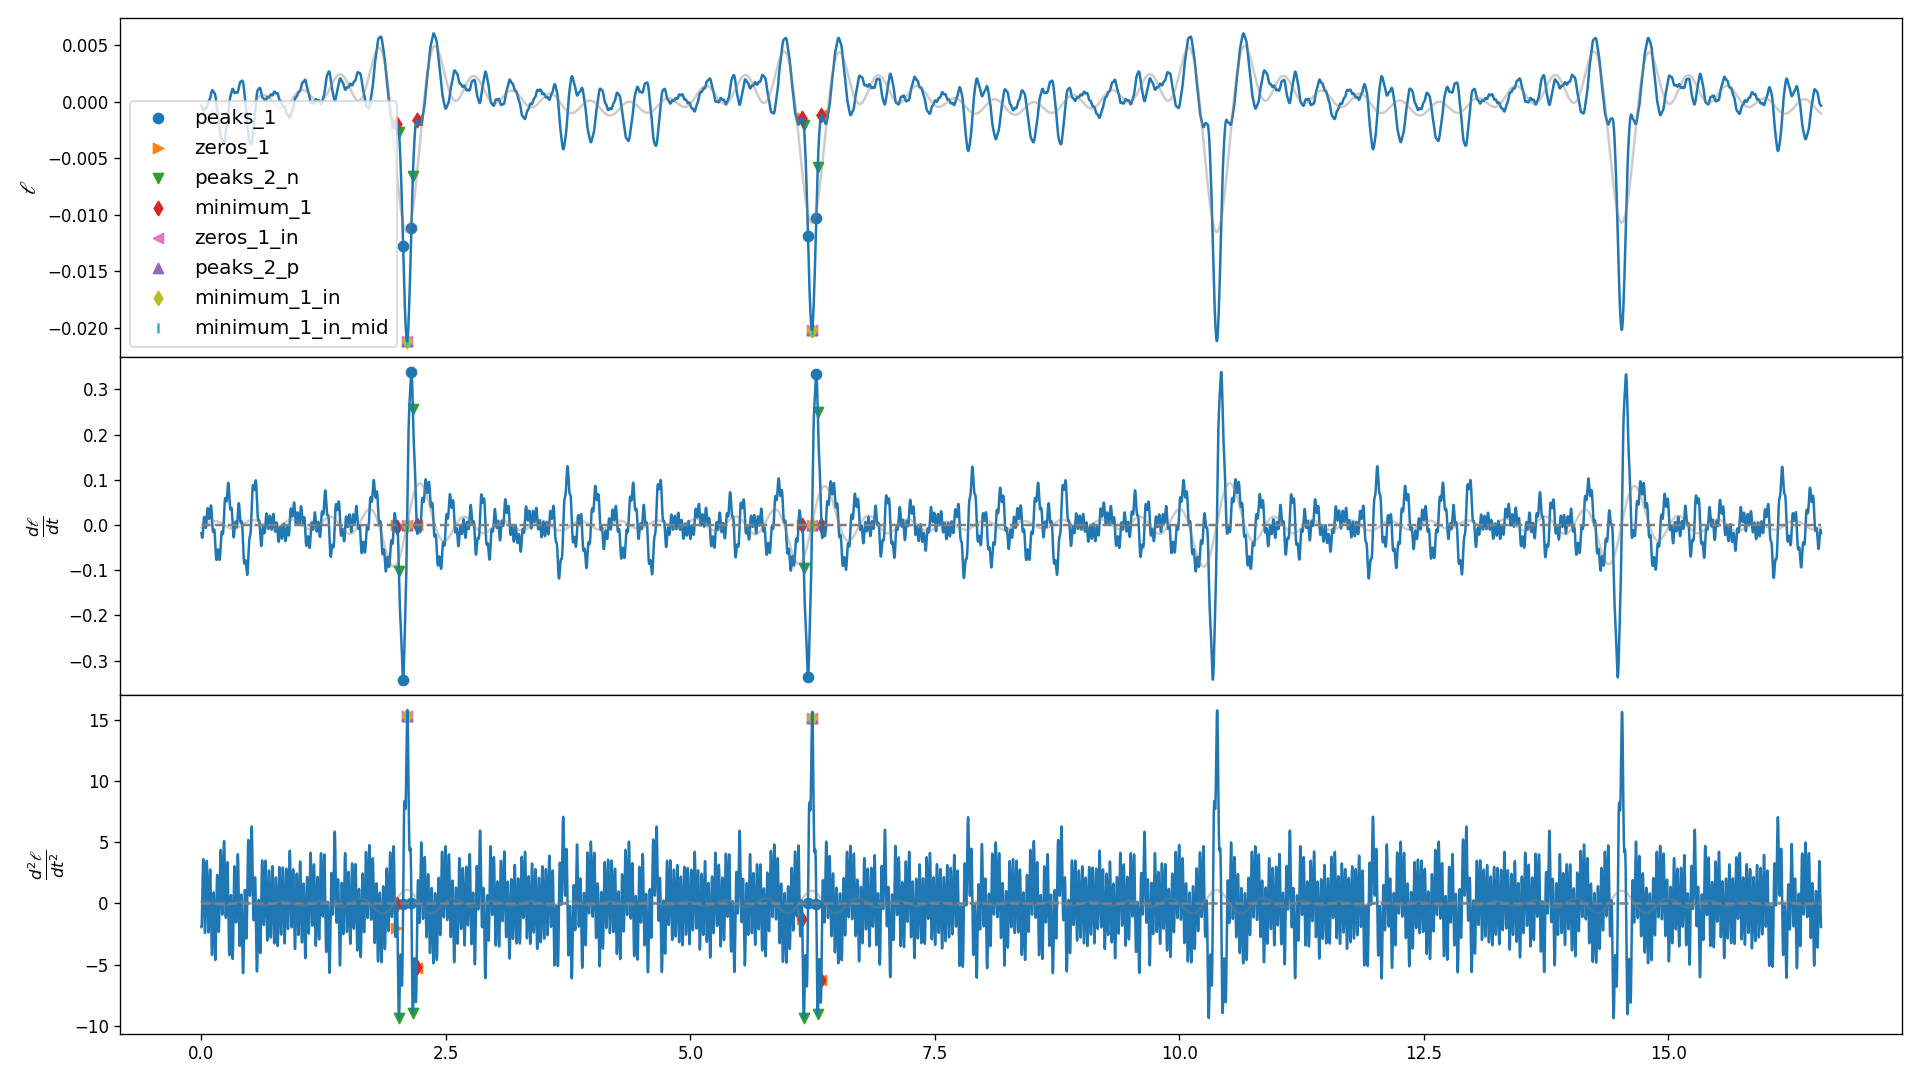 0.005
0.000
−0.005
−0.010
−0.015
−0.020
ℓ
peaks_1
zeros_1
peaks_2_n
minimum_1
zeros_1_in
peaks_2_p
minimum_1_in
minimum_1_in_mid
0.3
0.2
0.1
0.0
−0.1
−0.2
−0.3
dℓ
dt
15
10
5
0
−5
−10
d²ℓ
dt²
0.0 2.5 5.0 7.5 10.0 12.5 15.0